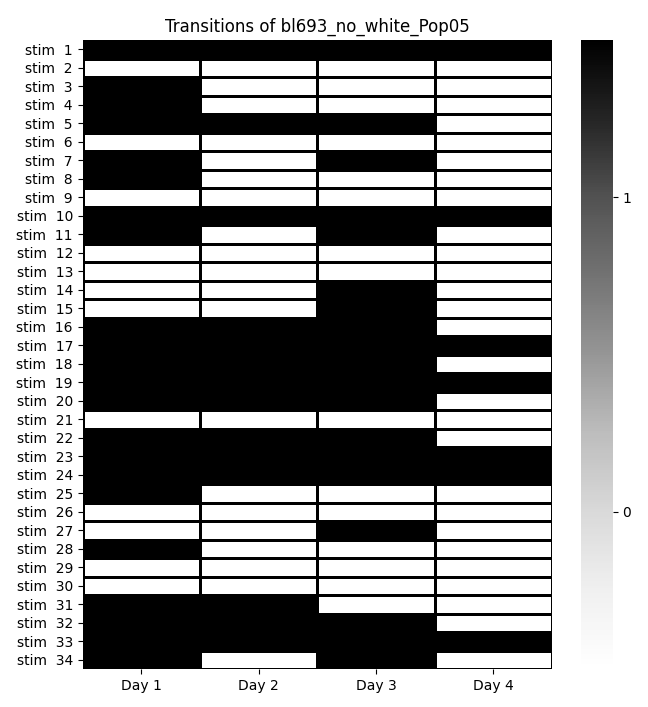 Transitions of bl693_no_white_Pop05
stim 1
stim 2
stim 3
stim 4
stim 5
stim 6
stim 7
stim 8
stim 9
stim 10
stim 11
stim 12
stim 13
stim 14
stim 15
stim 16
stim 17
stim 18
stim 19
stim 20
stim 21
stim 22
stim 23
stim 24
stim 25
stim 26
stim 27
stim 28
stim 29
stim 30
stim 31
stim 32
stim 33
stim 34
Day 1 Day 2 Day 3 Day 4
1
0